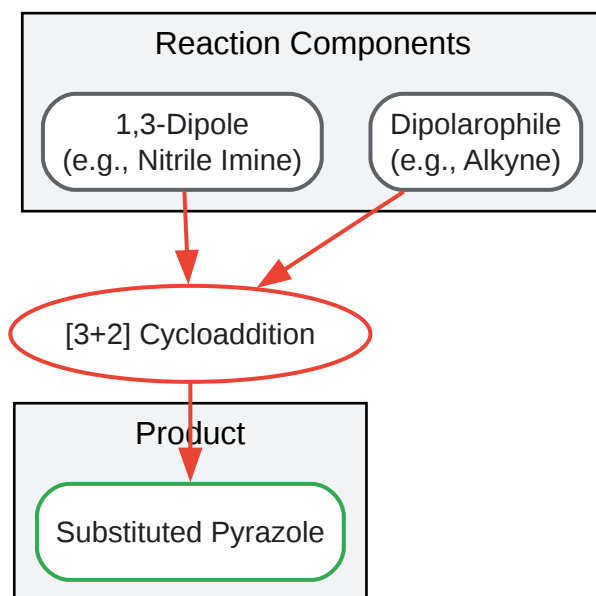 Reaction Components
1,3-Dipole
(e.g., Nitrile Imine)
Dipolarophile
(e.g., Alkyne)
[3+2] Cycloaddition
Product
Substituted Pyrazole